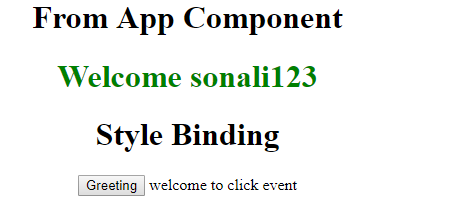 From App Component
Welcome sonali123
Style Binding
Greeting welcome to click event